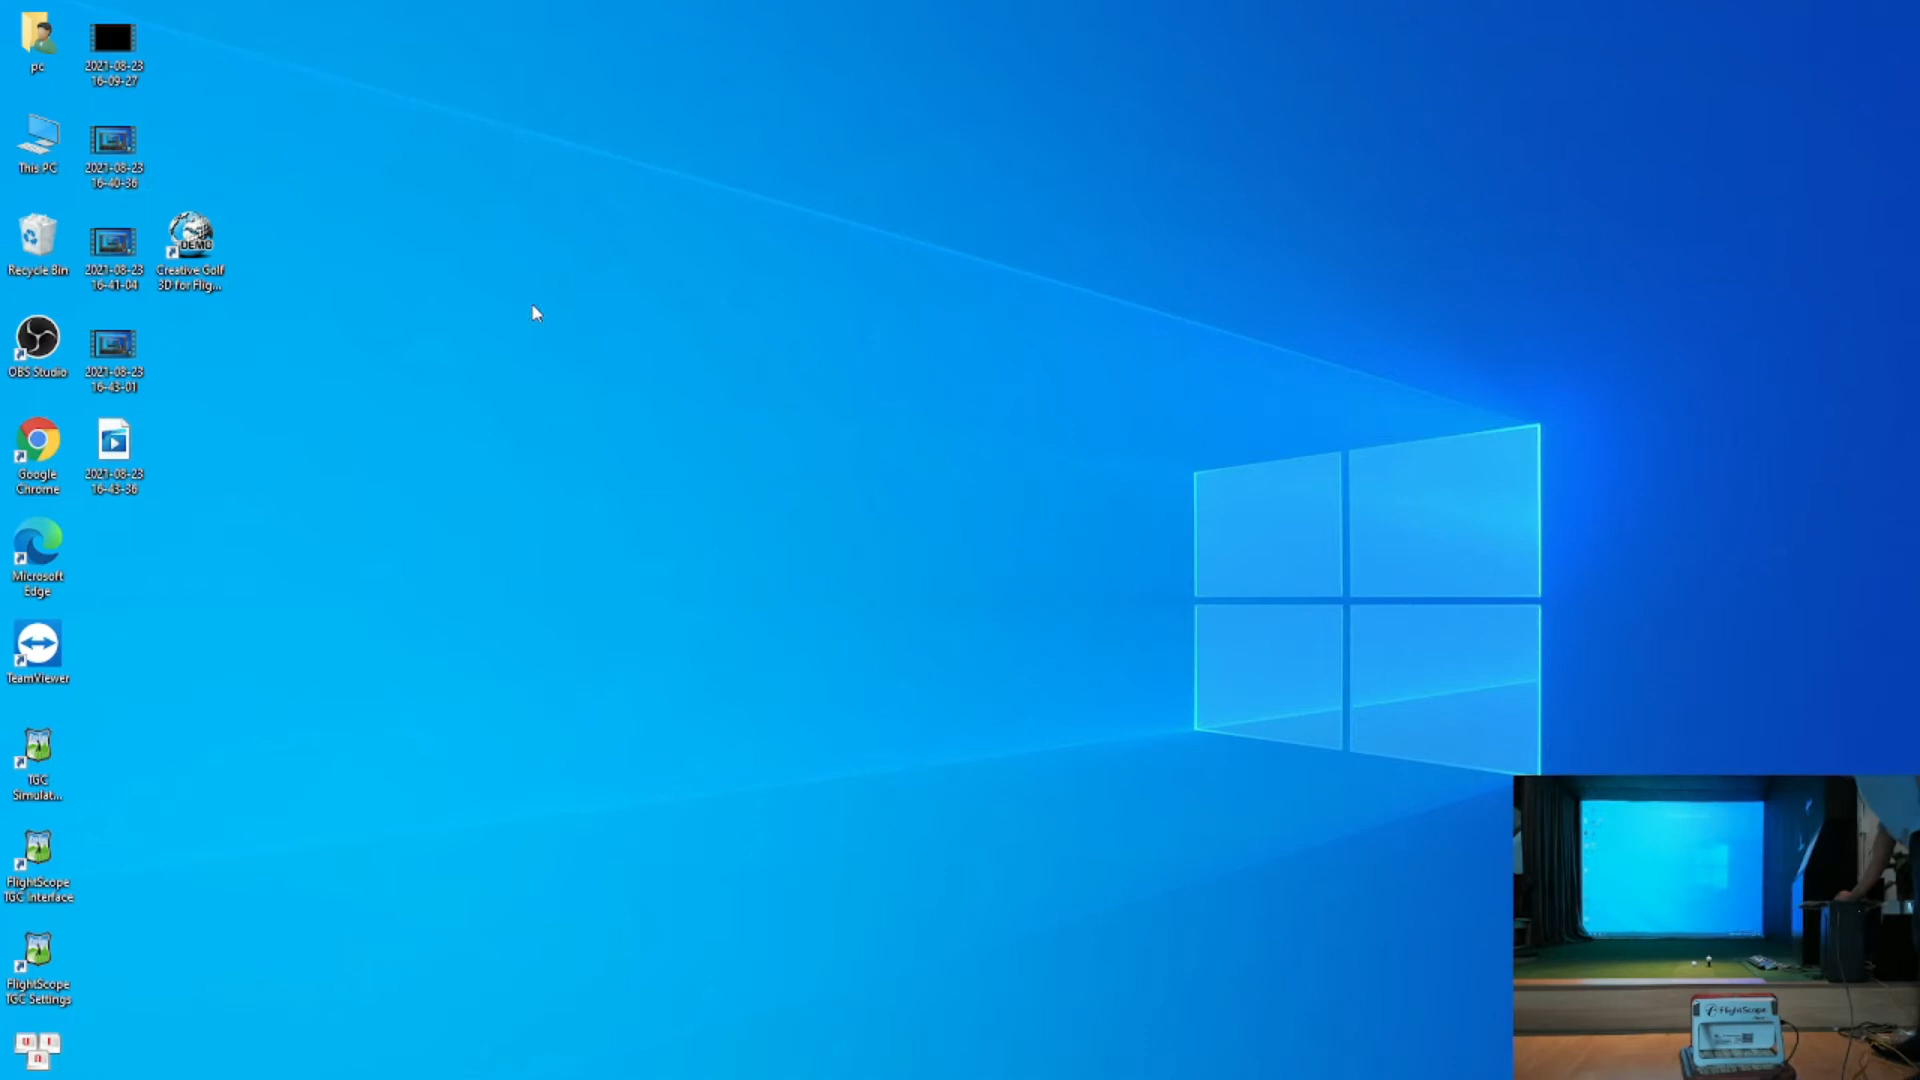 pc
2021-08-23
16-09-27
This PC
2021-08-23
16-40-36
Recycle Bin
2021-08-23
16-41-04
DEMO
Creative Golf
3D for Flig...
OBS Studio
2021-08-23
16-43-01
Google
Chrome
2021-08-23
16-43-36
Microsoft
Edge
TeamViewer
TGC
Simulat...
FlightScope
TGC Interface
FlightScope
TGC Settings
U I
n
FlightScope